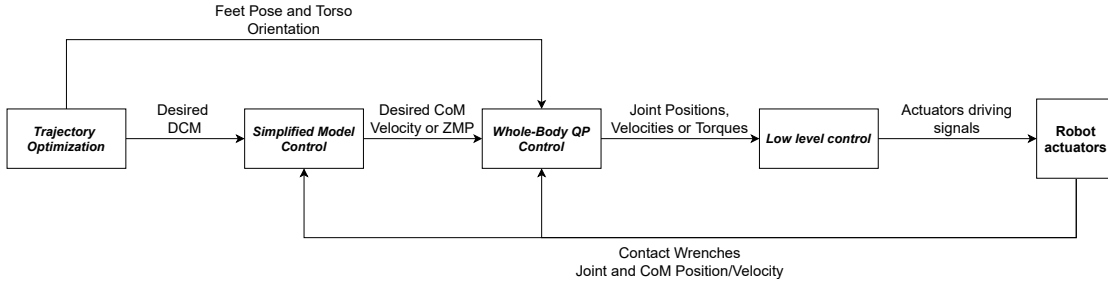 Feet Pose and Torso
Orientation
Desired
DCM
Desired CoM
Velocity or ZMP
Joint Positions,
Velocities or Torques
Actuators driving
signals
Trajectory
Optimization
Simplified Model
Control
Whole-Body QP
Control
Low level control
Robot
actuators
Contact Wrenches
Joint and CoM Position/Velocity